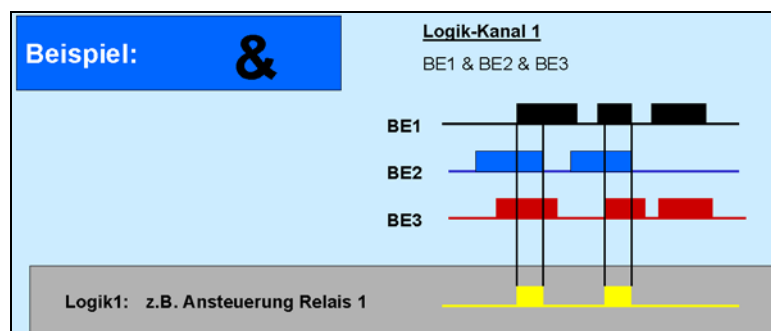 Beispiel: &
Logik-Kanal 1
BE1 & BE2 & BE3
BE1
BE2
BE3
Logik1: z.B. Ansteuerung Relais 1